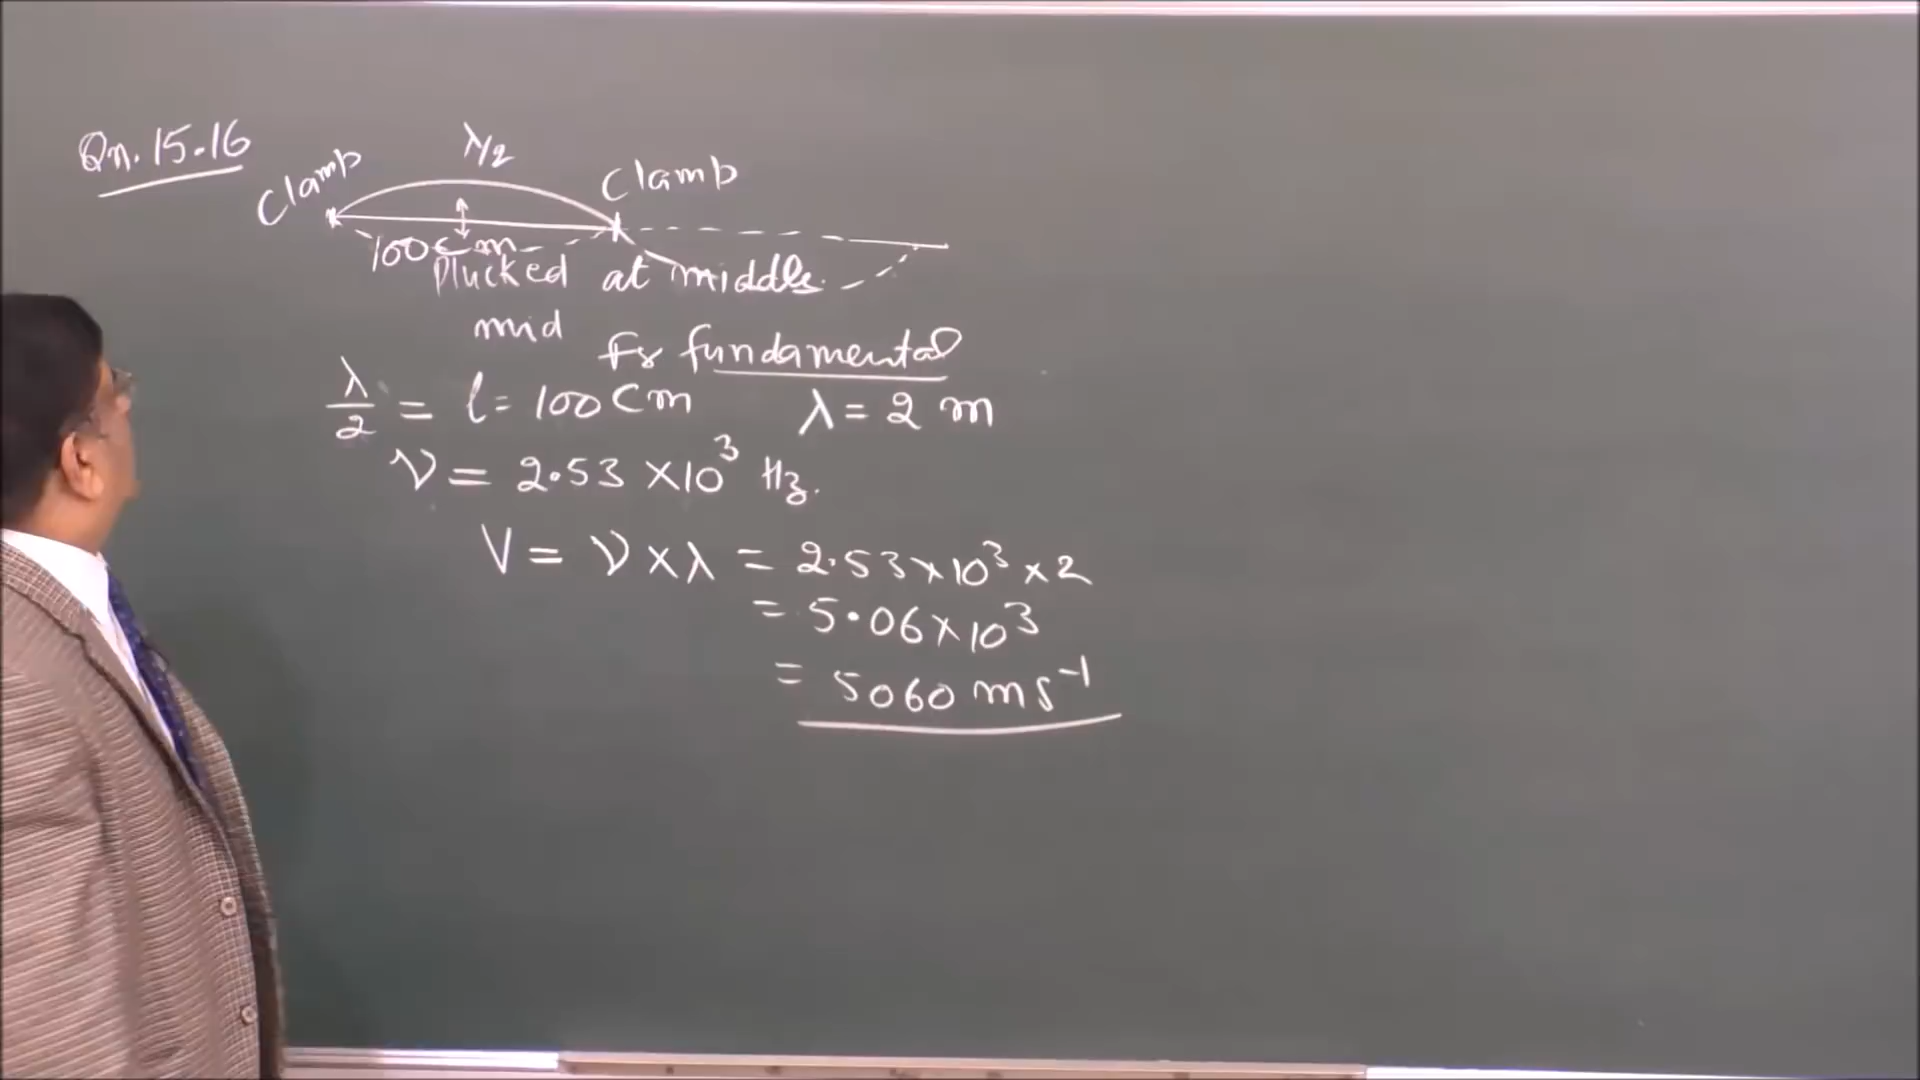 Qn. 15.16
λ/2
Clamp Clamp
100 cm
Plucked at middle
mid
Fr fundamental
λ/2 = l = 100 Cm λ = 2 m
ν = 2.53 ×10³ Hz.
V = ν × λ = 2.53×10³ × 2
= 5.06×10³
= 5060 ms⁻¹